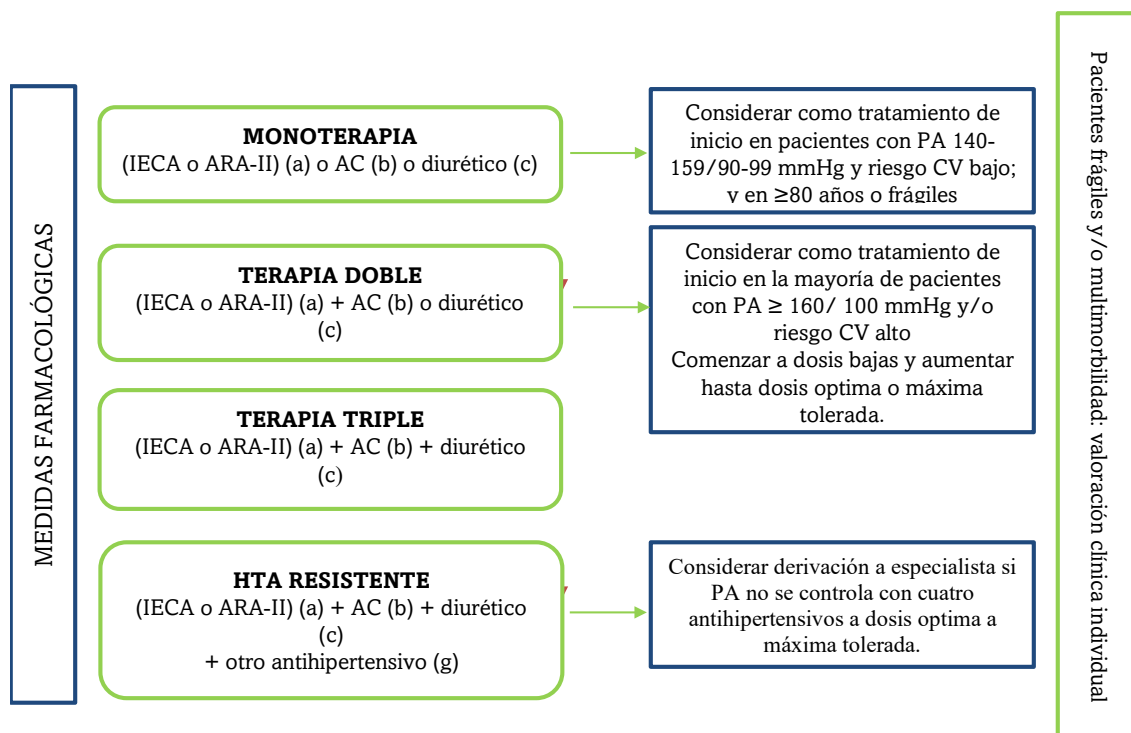 MEDIDAS FARMACOLÓGICAS
MONOTERAPIA
(IECA o ARA-II) (a) o AC (b) o diurético (c)
Considerar como tratamiento de
inicio en pacientes con PA 140-
159/90-99 mmHg y riesgo CV bajo;
y en ≥80 años o frágiles
TERAPIA DOBLE
(IECA o ARA-II) (a) + AC (b) o diurético
(c)
Considerar como tratamiento de
inicio en la mayoría de pacientes
con PA ≥ 160/ 100 mmHg y/o
riesgo CV alto
Comenzar a dosis bajas y aumentar
hasta dosis optima o máxima
tolerada.
TERAPIA TRIPLE
(IECA o ARA-II) (a) + AC (b) + diurético
(c)
HTA RESISTENTE
(IECA o ARA-II) (a) + AC (b) + diurético
(c)
+ otro antihipertensivo (g)
Considerar derivación a especialista si
PA no se controla con cuatro
antihipertensivos a dosis optima a
máxima tolerada.
Pacientes frágiles y/o multimorbilidad: valoración clínica individual